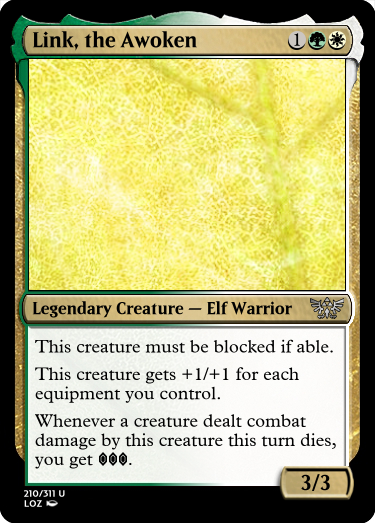 Link, the Awoken 1
Legendary Creature — Elf Warrior
This creature must be blocked if able.
This creature gets +1/+1 for each
equipment you control.
Whenever a creature dealt combat
damage by this creature this turn dies,
you get .
3/3
210/311 U
LOZ